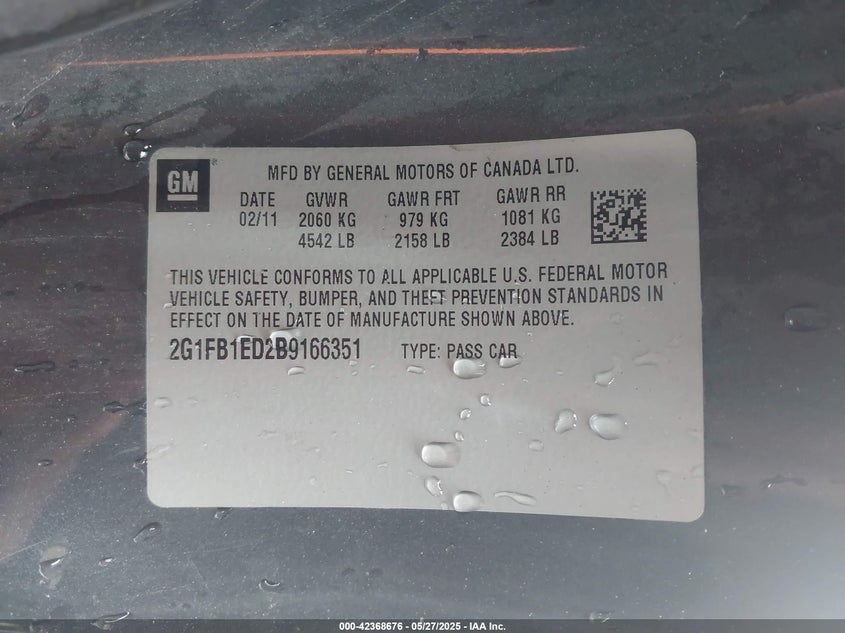 GM
MFD BY GENERAL MOTORS OF CANADA LTD.
DATE GVWR GAWR FRT GAWR RR
02/11 2060 KG 979 KG 1081 KG
4542 LB 2158 LB 2384 LB
THIS VEHICLE CONFORMS TO ALL APPLICABLE U.S. FEDERAL MOTOR
VEHICLE SAFETY, BUMPER, AND THEFT PREVENTION STANDARDS IN
EFFECT ON THE DATE OF MANUFACTURE SHOWN ABOVE.
2G1FB1ED2B9166351 TYPE: PASS CAR
000-42368676 - 05/27/2025 - IAA Inc.